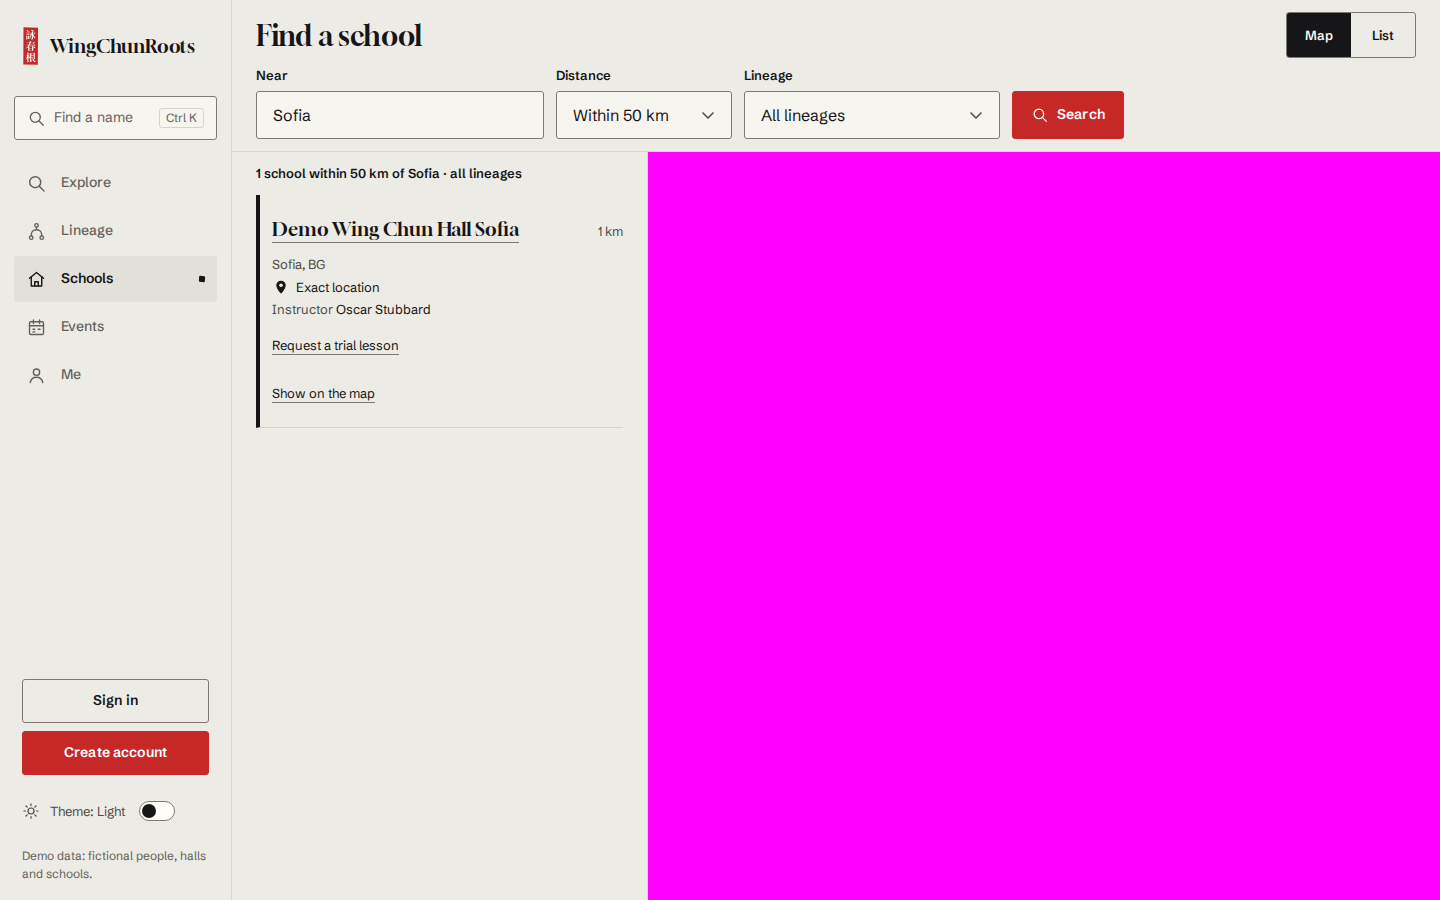 詠春根
WingChunRoots
Find a name
Ctrl K
Explore
Lineage
Schools
Events
Me
Sign in
Create account
Theme: Light
Demo data: fictional people, halls
and schools.
Find a school
Map
List
Near
Distance
Lineage
Sofia
Within 50 km
All lineages
Search
1 school within 50 km of Sofia · all lineages
Demo Wing Chun Hall Sofia
1 km
Sofia, BG
Exact location
Instructor Oscar Stubbard
Request a trial lesson
Show on the map